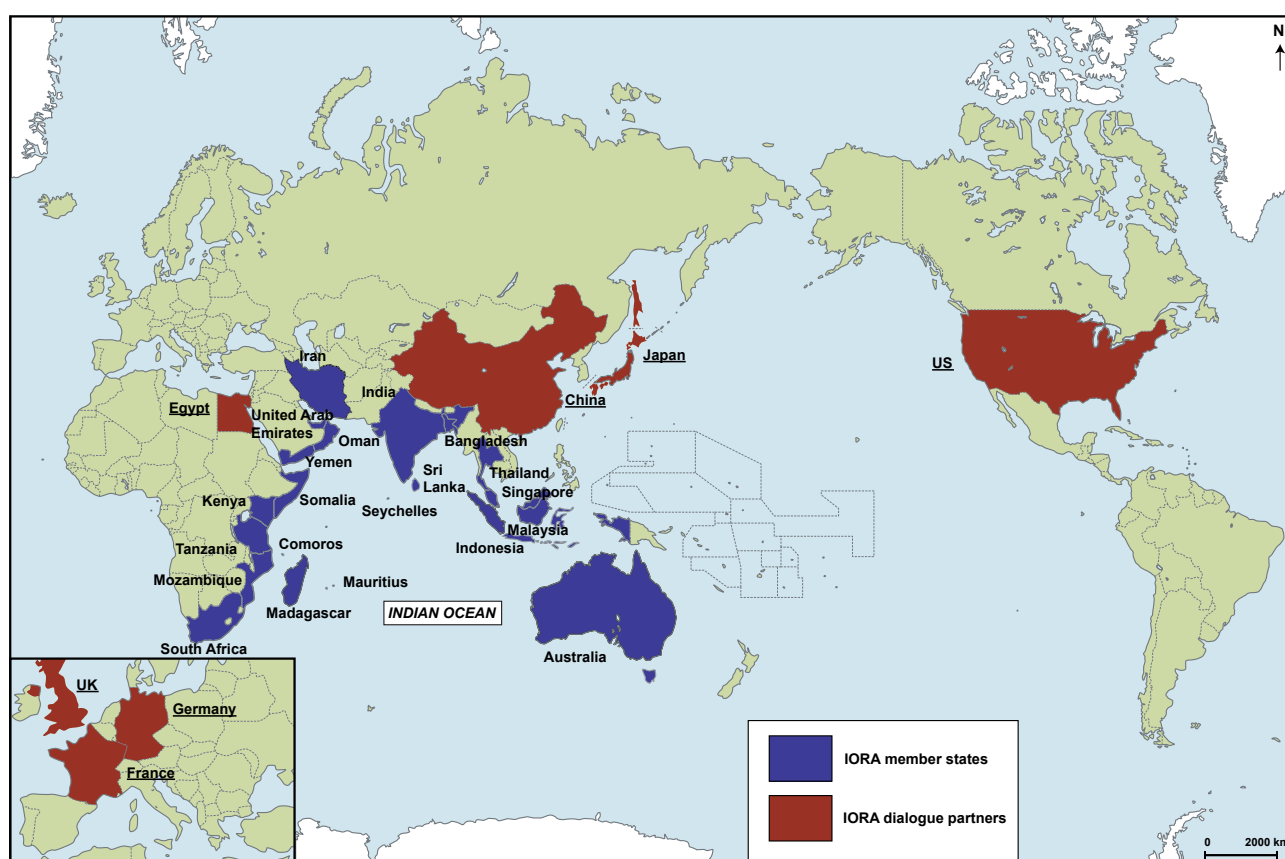 N
Iran
Japan
US
India
China
Egypt
United Arab
Emirates
Oman
Bangladesh
Yemen
Sri
Lanka
Thailand
Singapore
Kenya
Somalia
Seychelles
Malaysia
Indonesia
Tanzania
Comoros
Mozambique
Mauritius
Madagascar
INDIAN OCEAN
South Africa
Australia
UK
Germany
France
IORA member states
IORA dialogue partners
0 2000 km